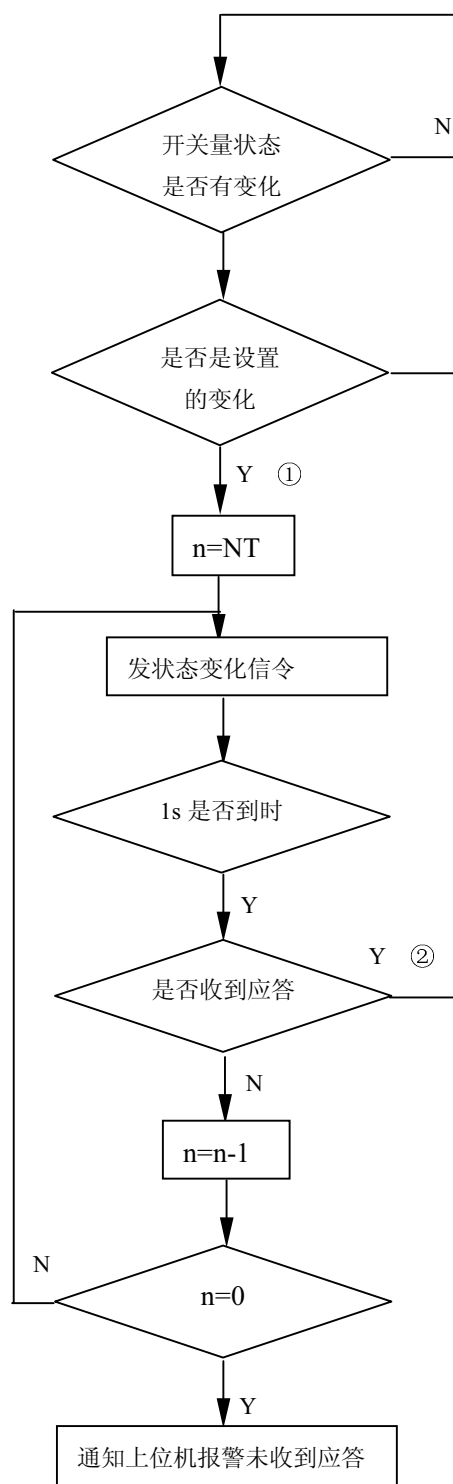 N
开关量状态
是否有变化
是否是设置
的变化
Y ①
n=NT
发状态变化信令
1s 是否到时
Y
Y ②
是否收到应答
N
n=n-1
N
n=0
Y
通知上位机报警未收到应答